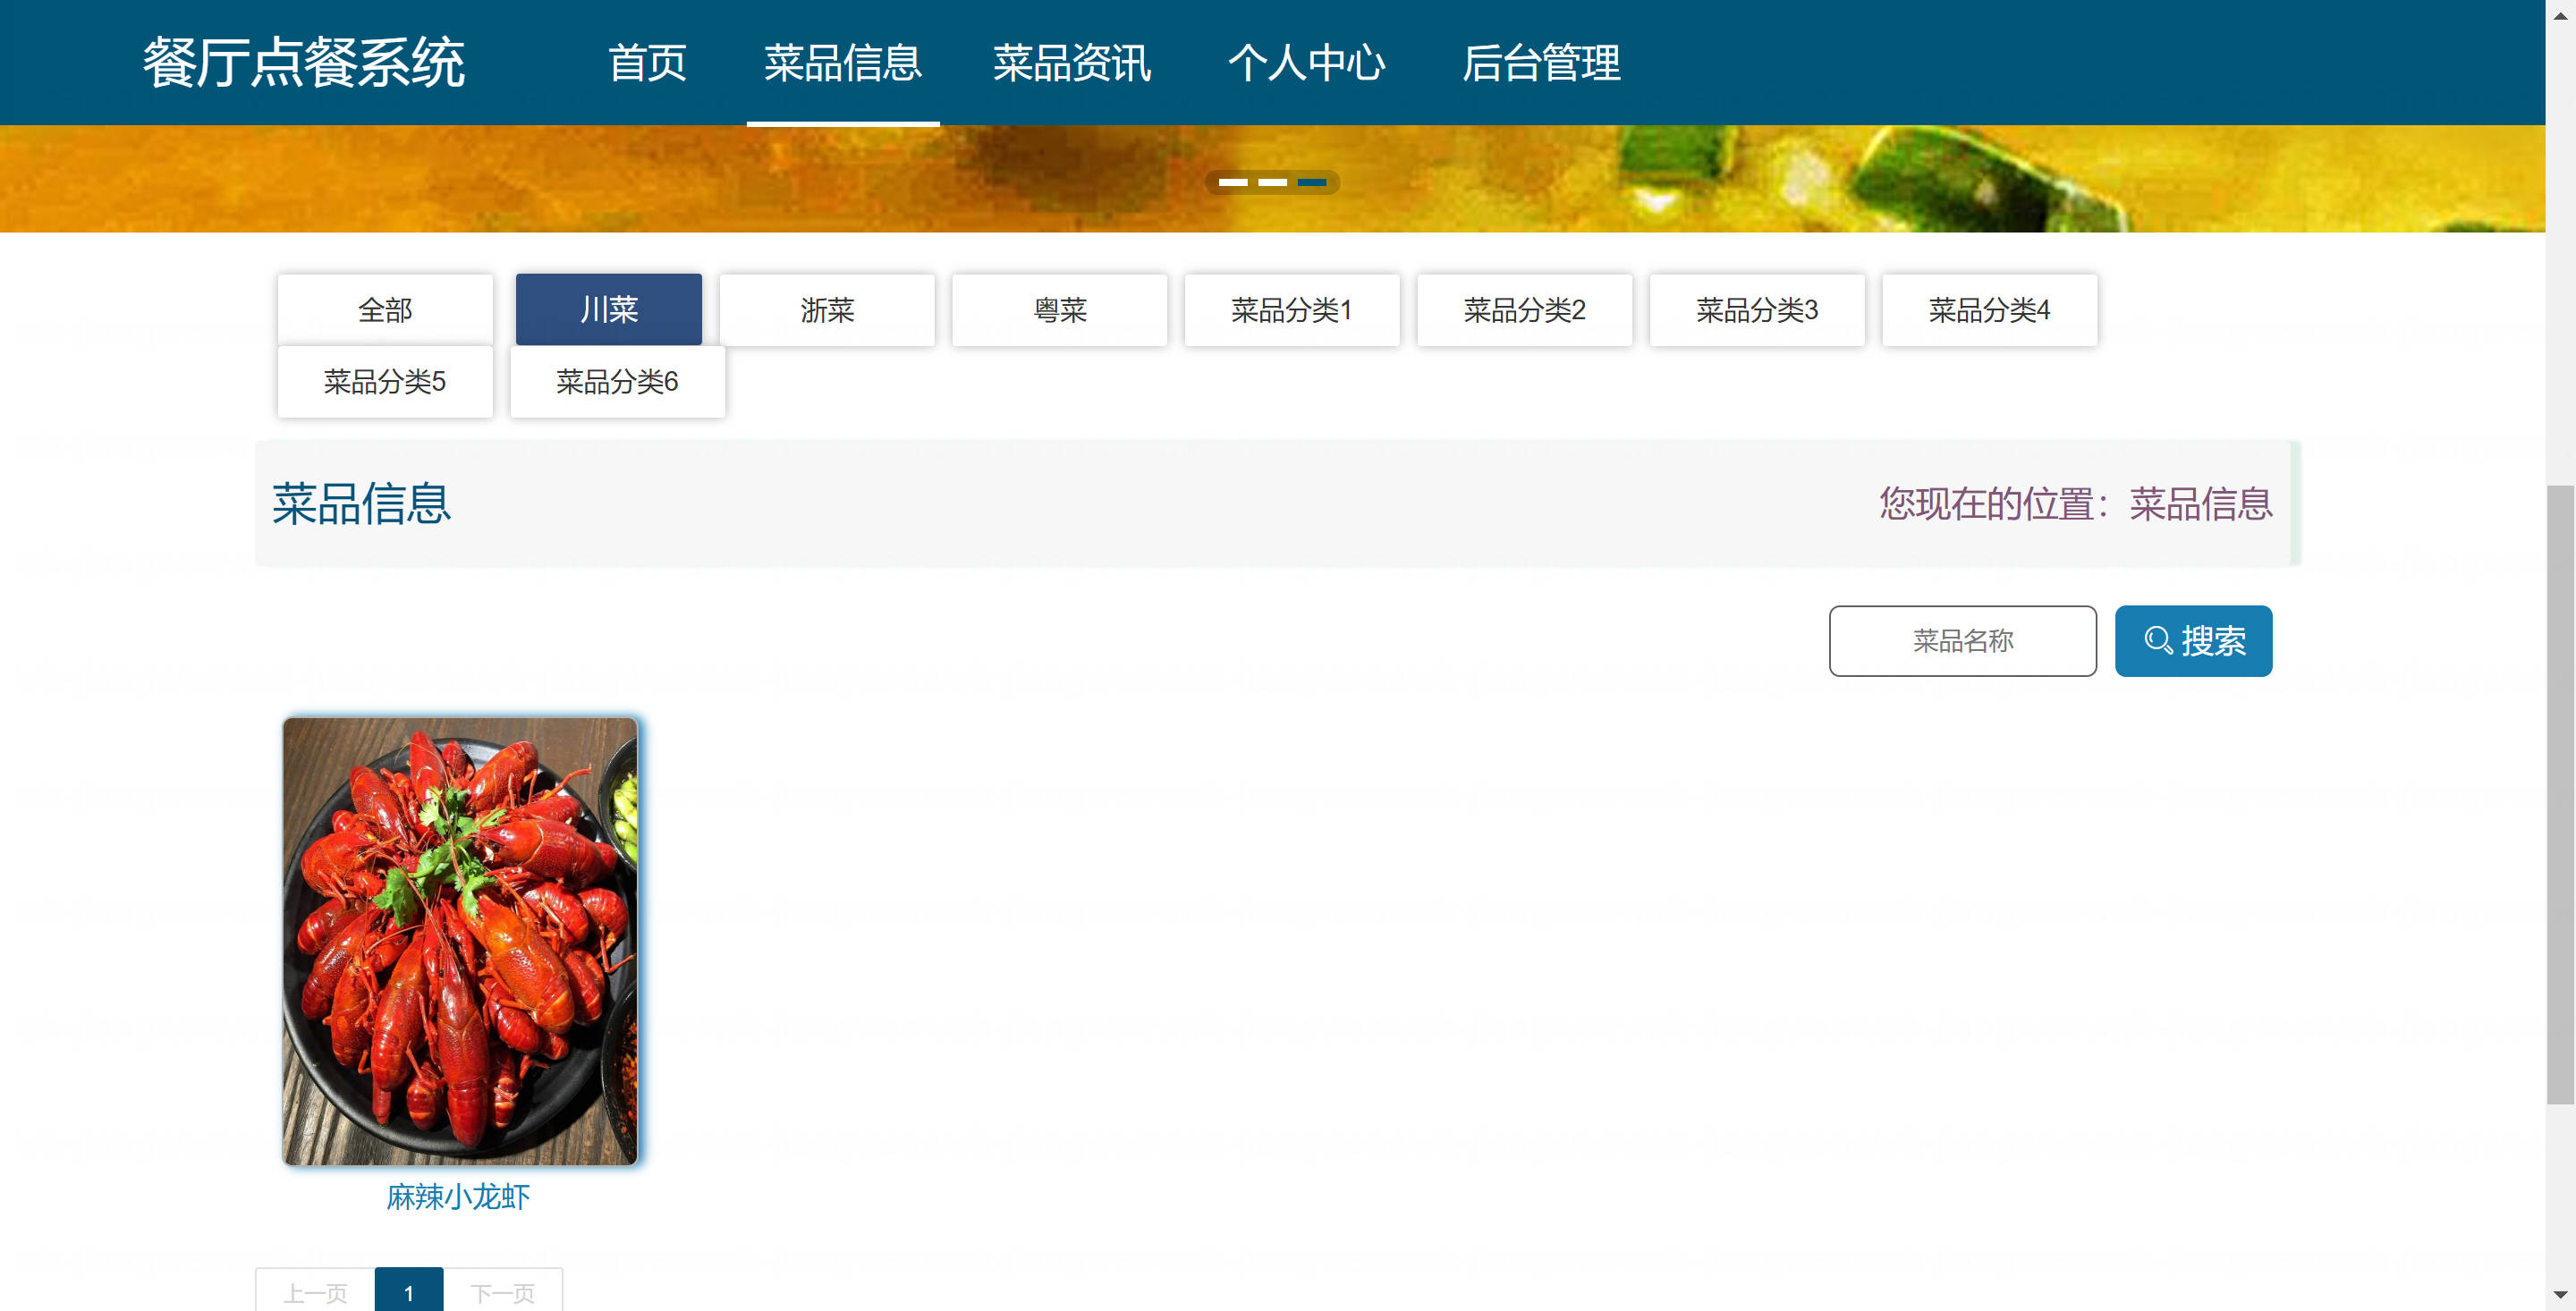 餐厅点餐系统 首页 菜品信息 菜品资讯 个人中心 后台管理
全部 川菜 浙菜 粤菜 菜品分类1 菜品分类2 菜品分类3 菜品分类4
菜品分类5 菜品分类6
菜品信息 您现在的位置：菜品信息
菜品名称 搜索
麻辣小龙虾
上一页 1 下一页